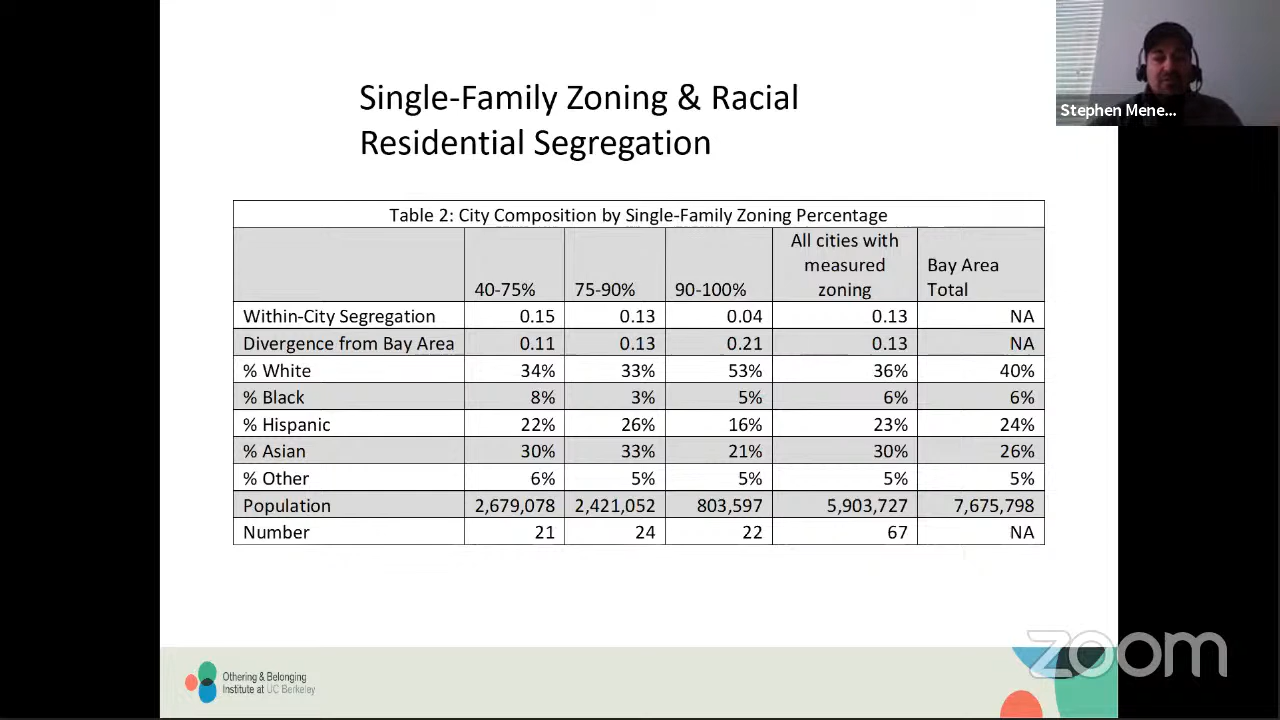 Single-Family Zoning & Racial
Residential Segregation
Stephen Mene...
Table 2: City Composition by Single-Family Zoning Percentage
40-75% 75-90% 90-100% All cities with measured zoning Bay Area Total
Within-City Segregation 0.15 0.13 0.04 0.13 NA
Divergence from Bay Area 0.11 0.13 0.21 0.13 NA
% White 34% 33% 53% 36% 40%
% Black 8% 3% 5% 6% 6%
% Hispanic 22% 26% 16% 23% 24%
% Asian 30% 33% 21% 30% 26%
% Other 6% 5% 5% 5% 5%
Population 2,679,078 2,421,052 803,597 5,903,727 7,675,798
Number 21 24 22 67 NA
Othering & Belonging
Institute at UC Berkeley
zoom